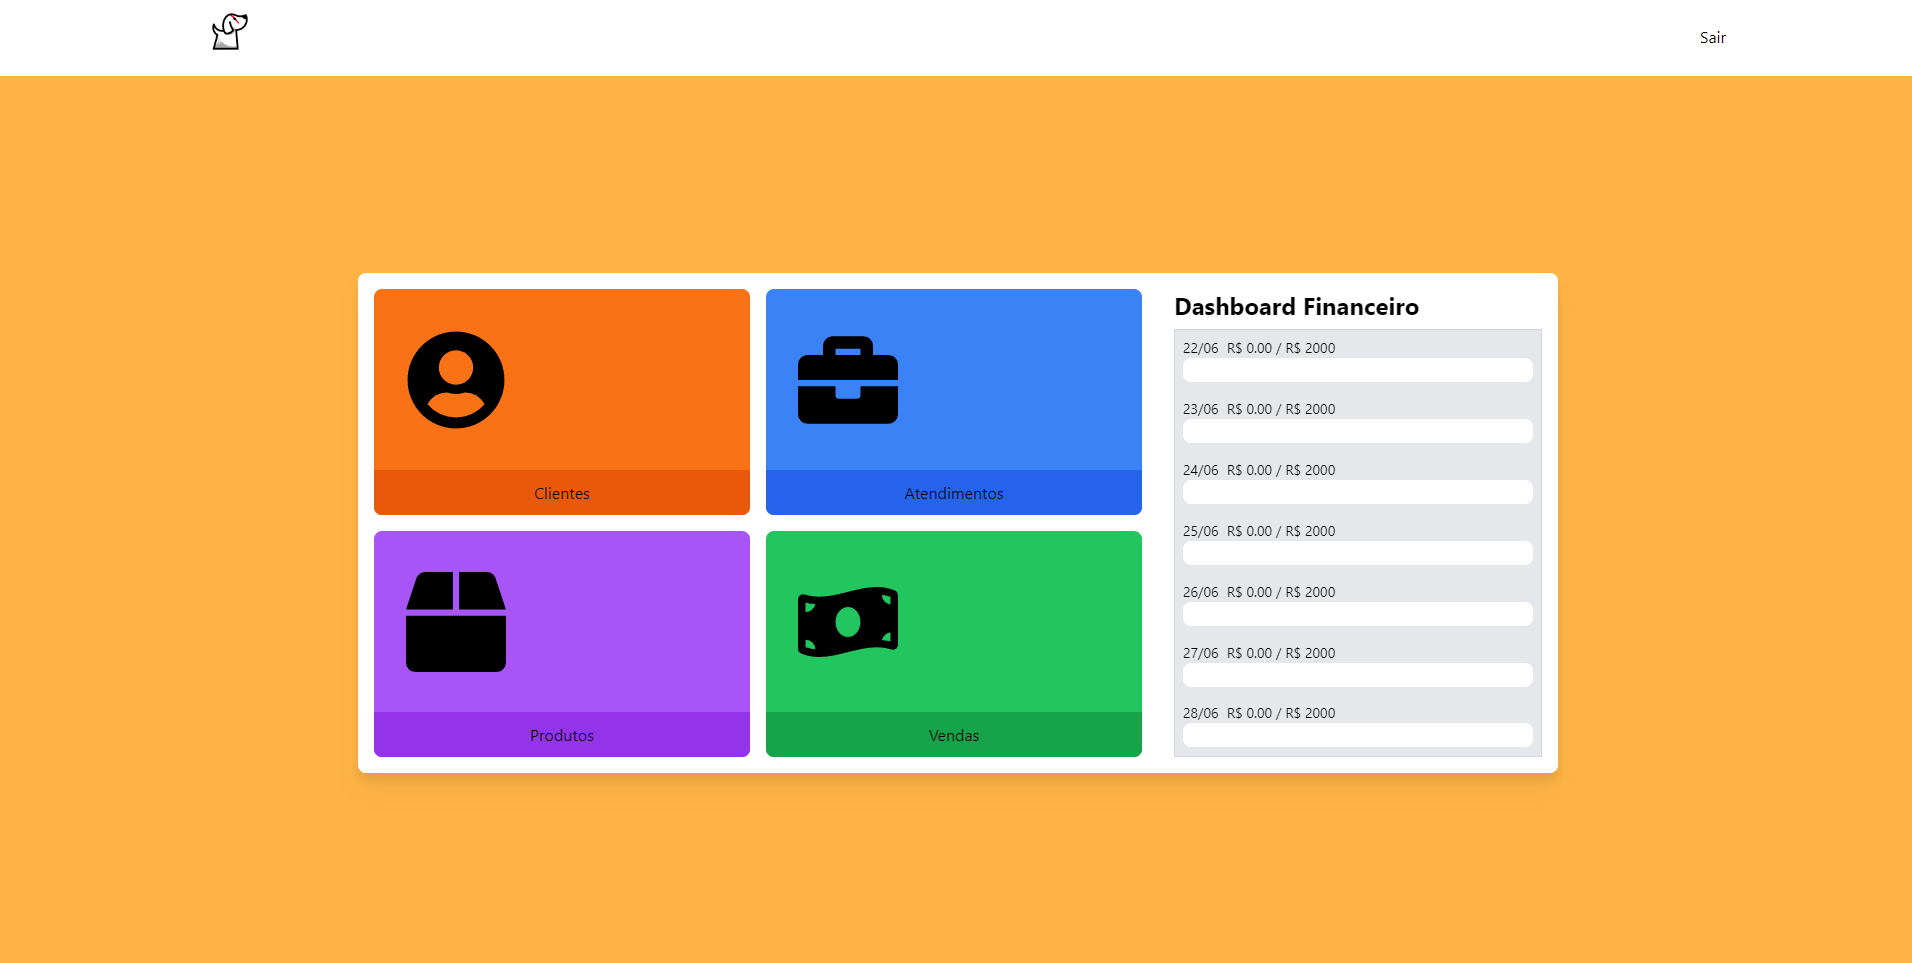 Sair
Clientes
Atendimentos
Produtos
Vendas
Dashboard Financeiro
22/06 R$ 0.00 / R$ 2000
23/06 R$ 0.00 / R$ 2000
24/06 R$ 0.00 / R$ 2000
25/06 R$ 0.00 / R$ 2000
26/06 R$ 0.00 / R$ 2000
27/06 R$ 0.00 / R$ 2000
28/06 R$ 0.00 / R$ 2000